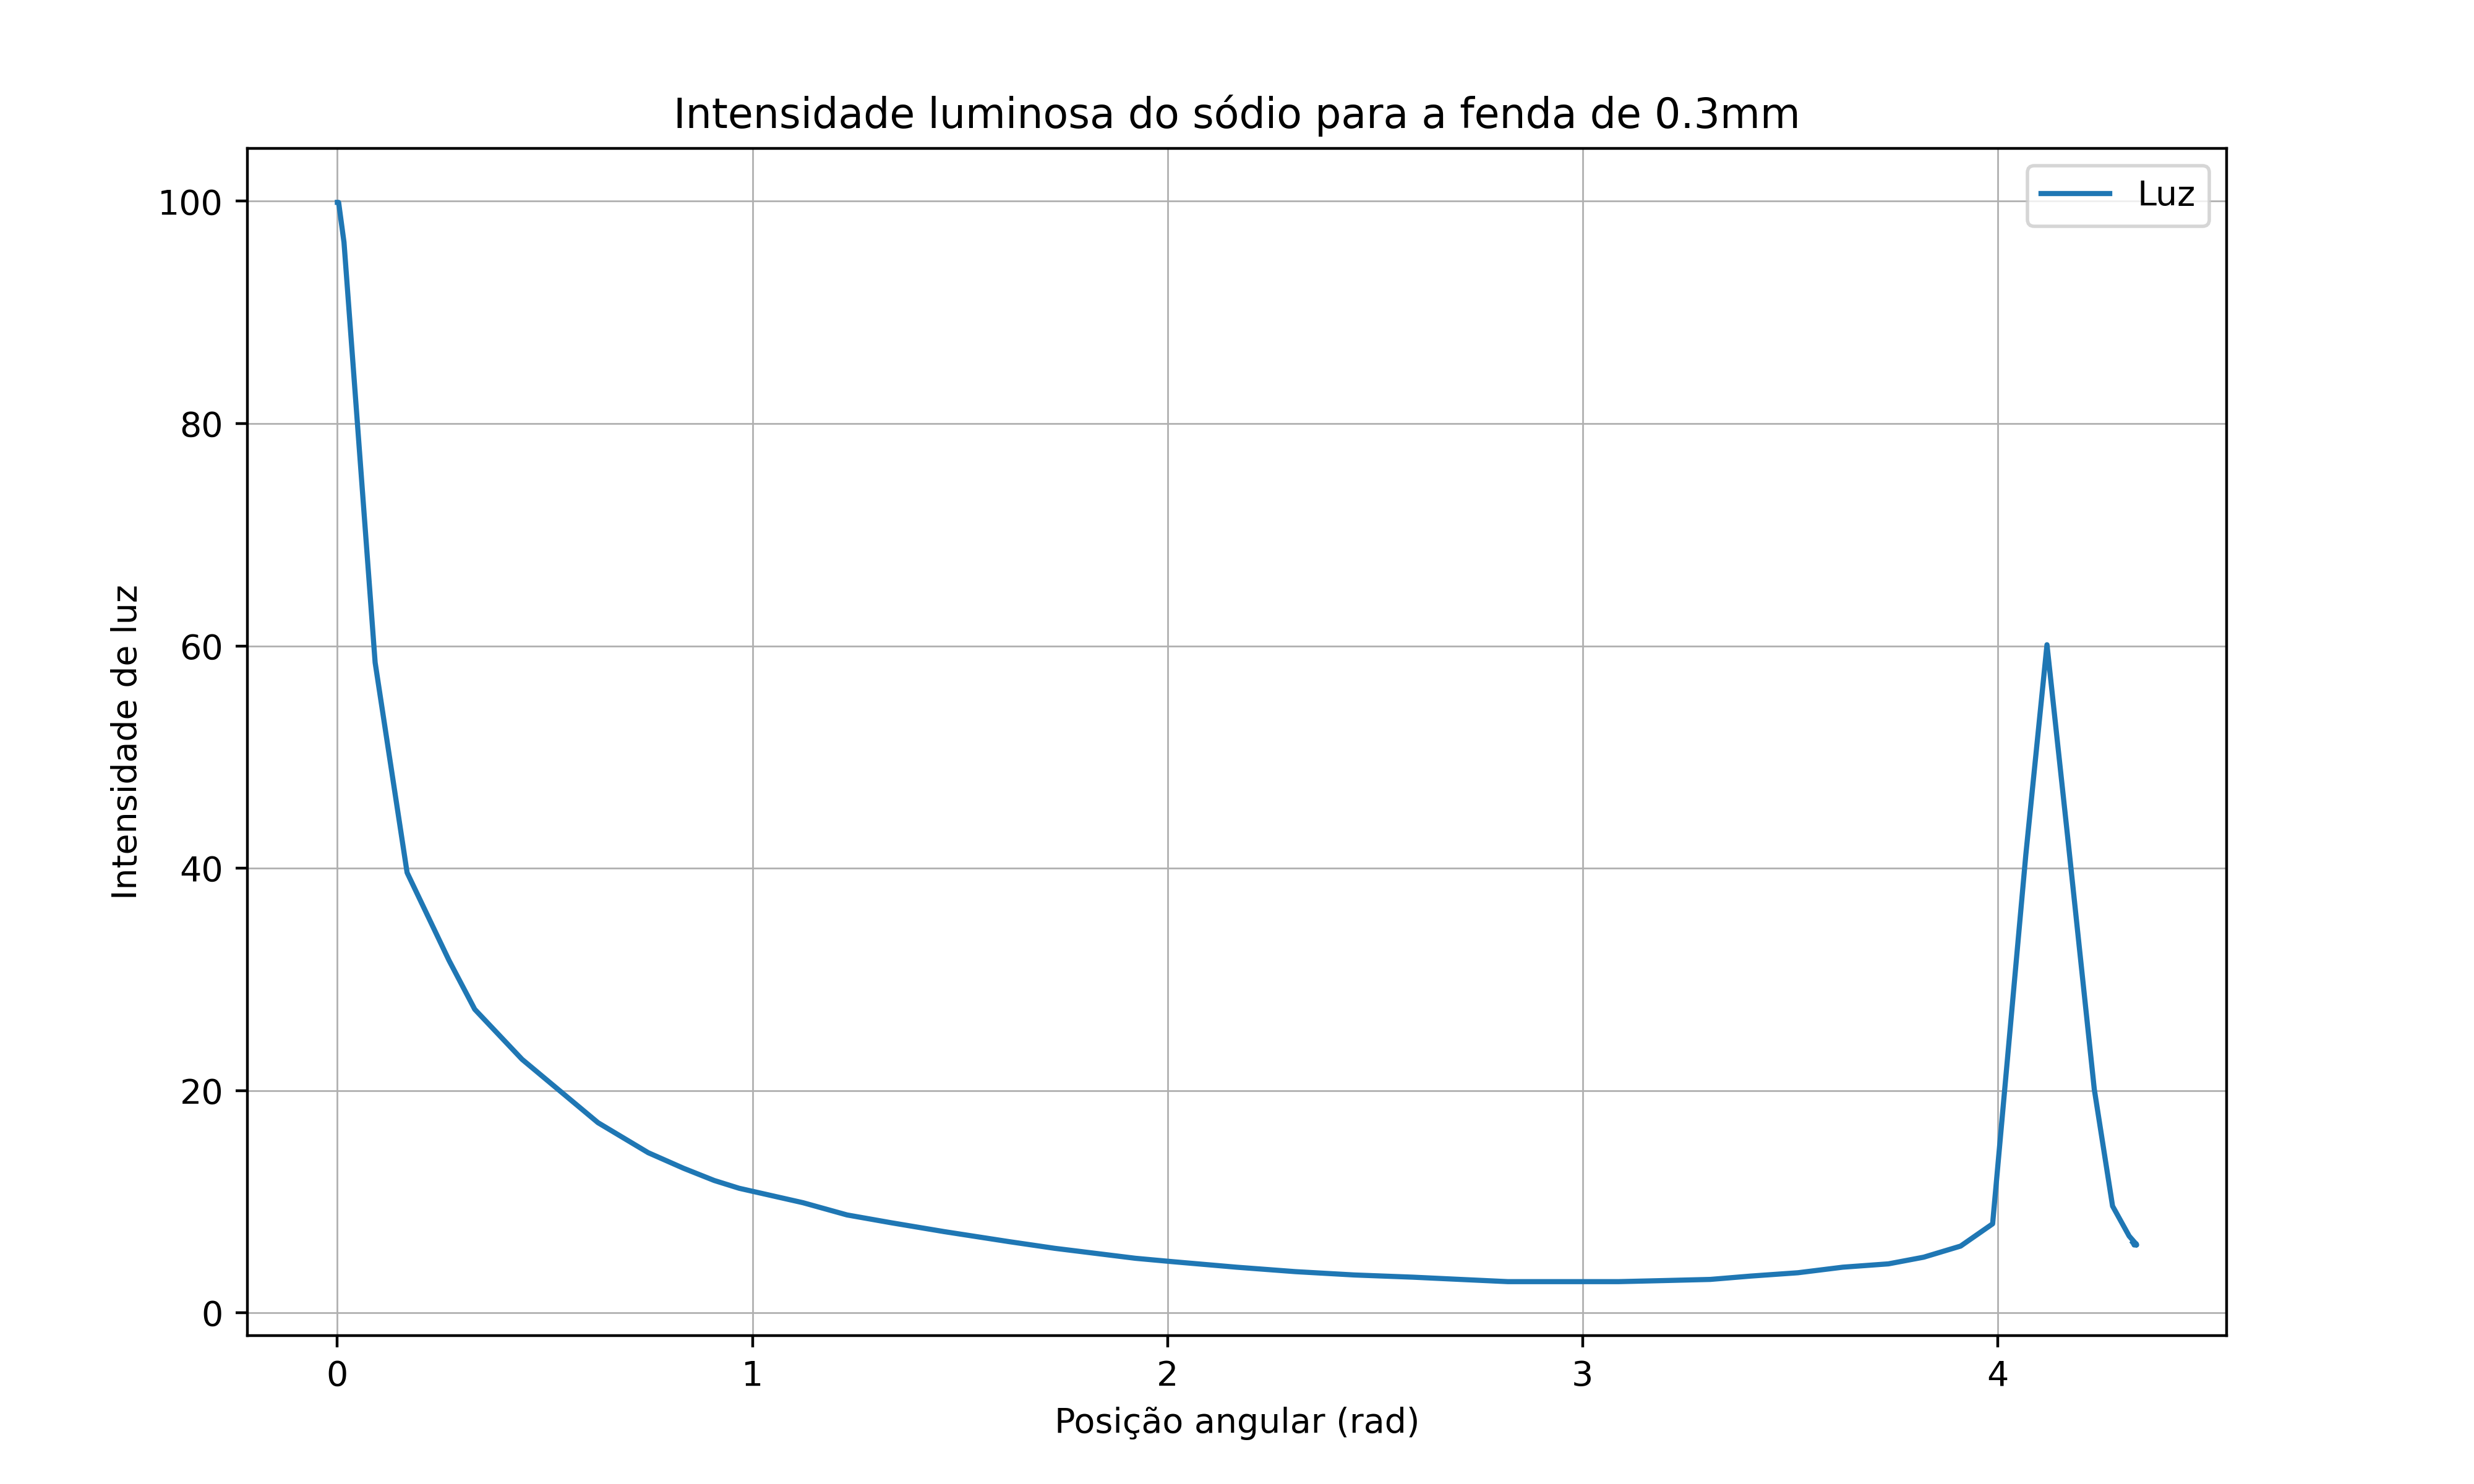 Intensidade luminosa do sódio para a fenda de 0.3mm
Luz
100
80
60
40
20
0
Intensidade de luz
0 1 2 3 4
Posição angular (rad)